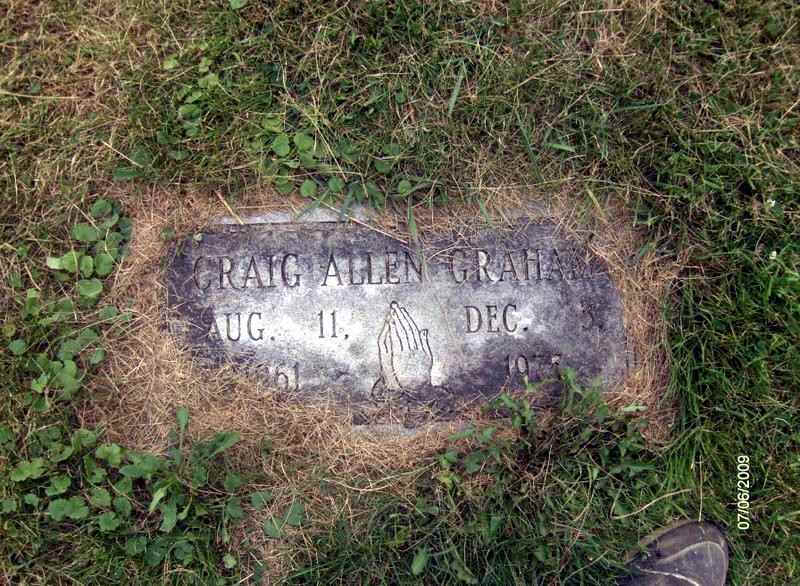 CRAIG ALLEN GRAHAM
AUG. 11, DEC. 3,
07/06/2009